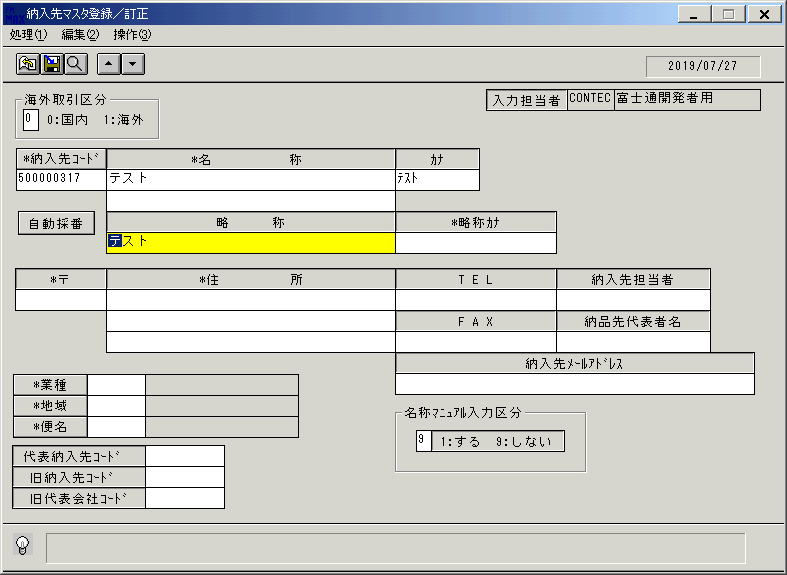 納入先マスタ登録／訂正
処理(1) 編集(2) 操作(3)
2019/07/27
海外取引区分
0 0:国内 1:海外
入力担当者 CONTEC 富士通開発者用
*納入先ｺｰﾄﾞ *名　　　称 ｶﾅ
500000317 テスト ﾃｽﾄ
自動採番 略　　　称 *略称ｶﾅ
テスト
*〒 *住　　　所 ＴＥＬ 納入先担当者
ＦＡＸ 納品先代表者名
納入先ﾒｰﾙｱﾄﾞﾚｽ
*業種
*地域
*便名
名称ﾏﾆｭｱﾙ入力区分
9 1:する 9:しない
代表納入先ｺｰﾄﾞ
旧納入先ｺｰﾄﾞ
旧代表会社ｺｰﾄﾞ